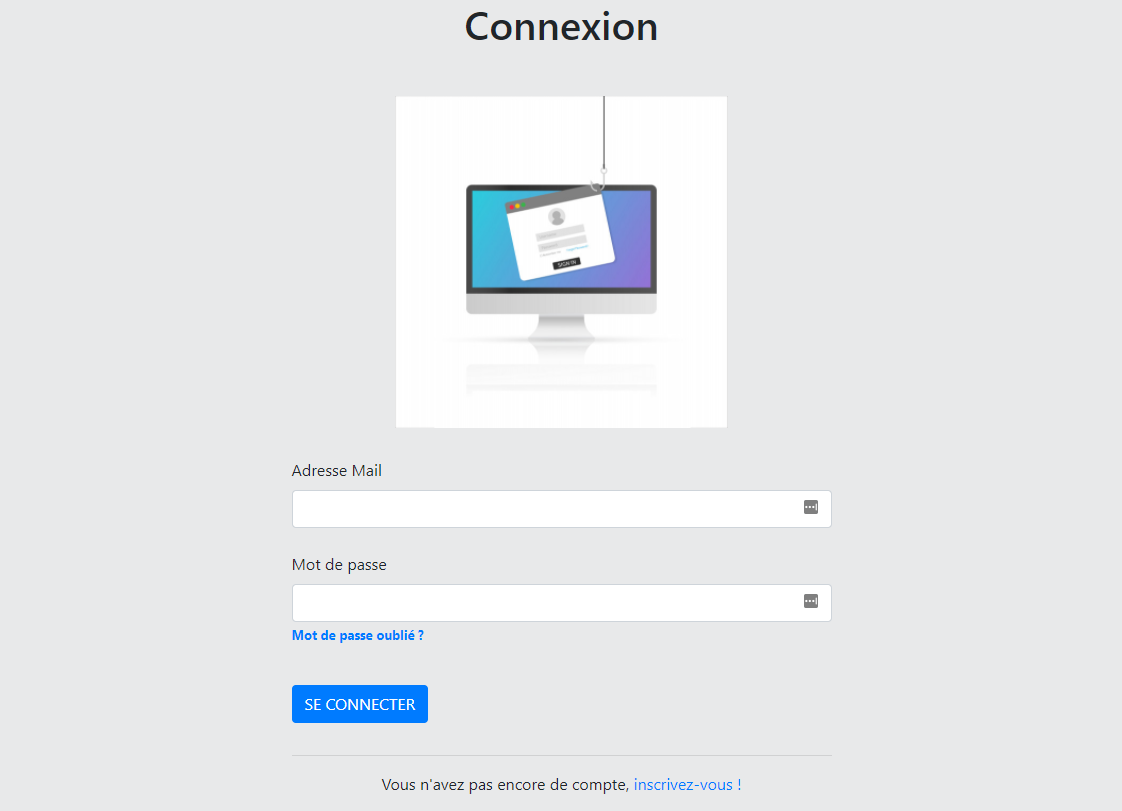 Connexion
SIGN IN
Adresse Mail
Mot de passe
Mot de passe oublié ?
SE CONNECTER
Vous n'avez pas encore de compte, inscrivez-vous !